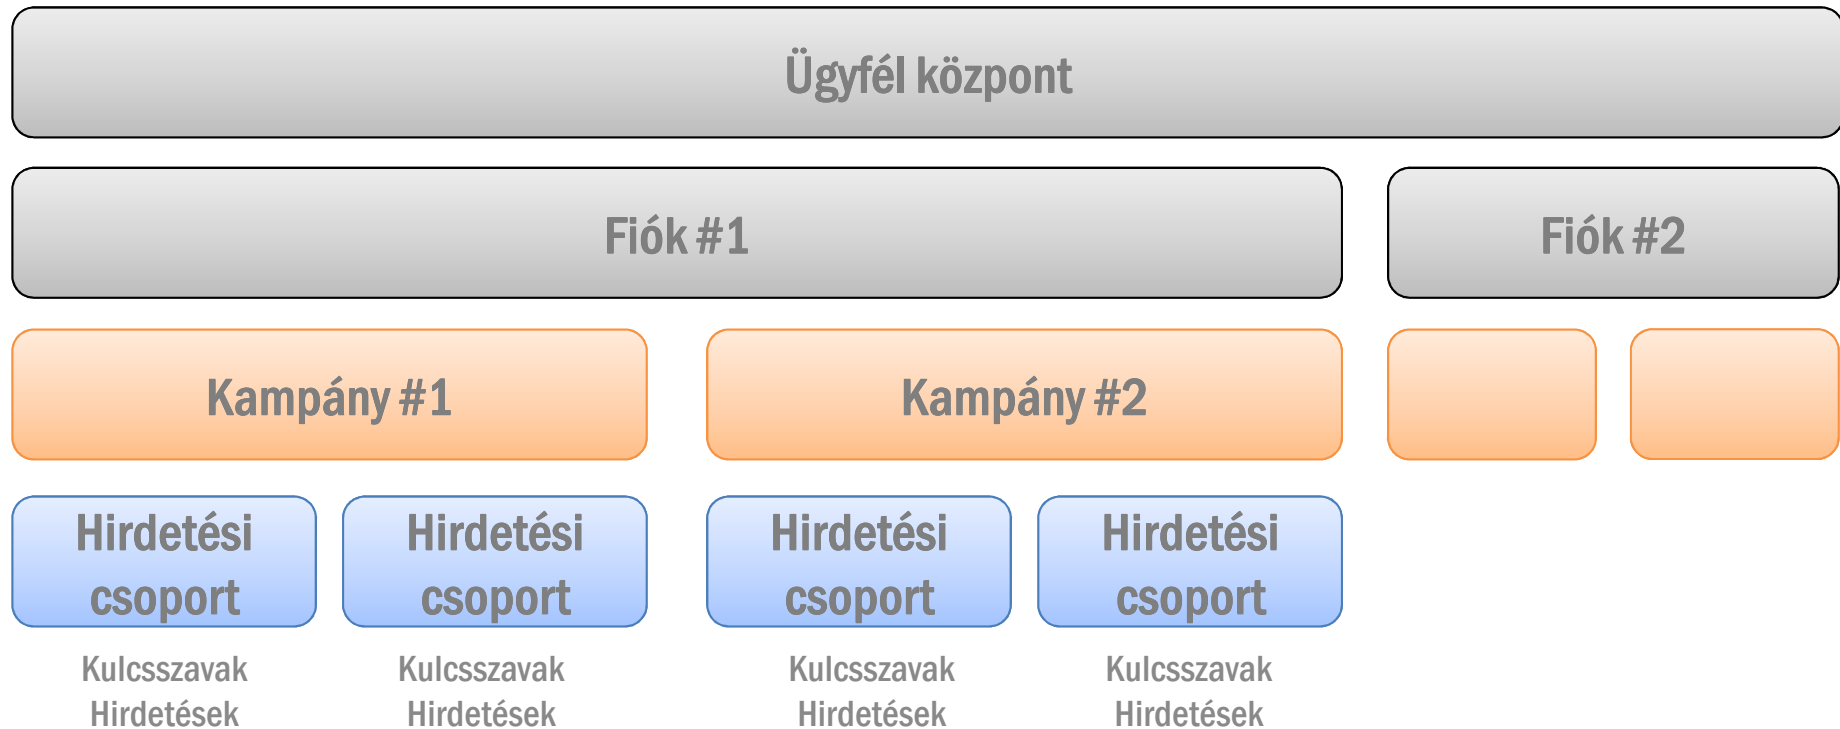 Ügyfél központ
Fiók #1
Fiók #2
Kampány #1
Kampány #2
Hirdetési
csoport
Hirdetési
csoport
Hirdetési
csoport
Hirdetési
csoport
Kulcsszavak
Hirdetések
Kulcsszavak
Hirdetések
Kulcsszavak
Hirdetések
Kulcsszavak
Hirdetések